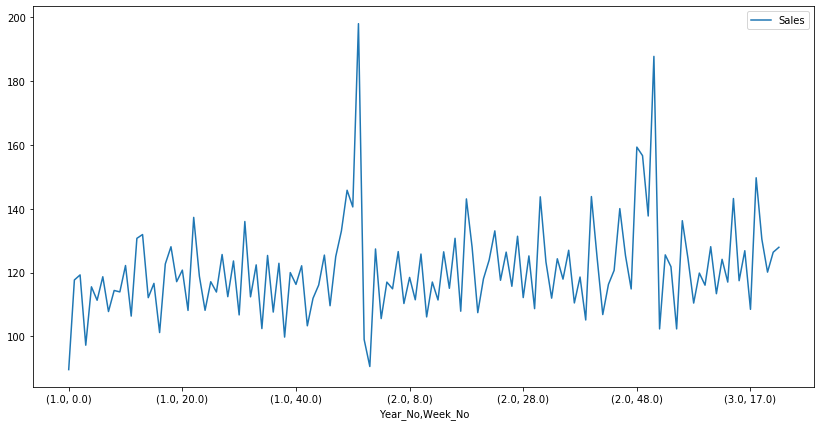 Sales
200
180
160
140
120
100
(1.0, 0.0) (1.0, 20.0) (1.0, 40.0) (2.0, 8.0) (2.0, 28.0) (2.0, 48.0) (3.0, 17.0)
Year_No,Week_No